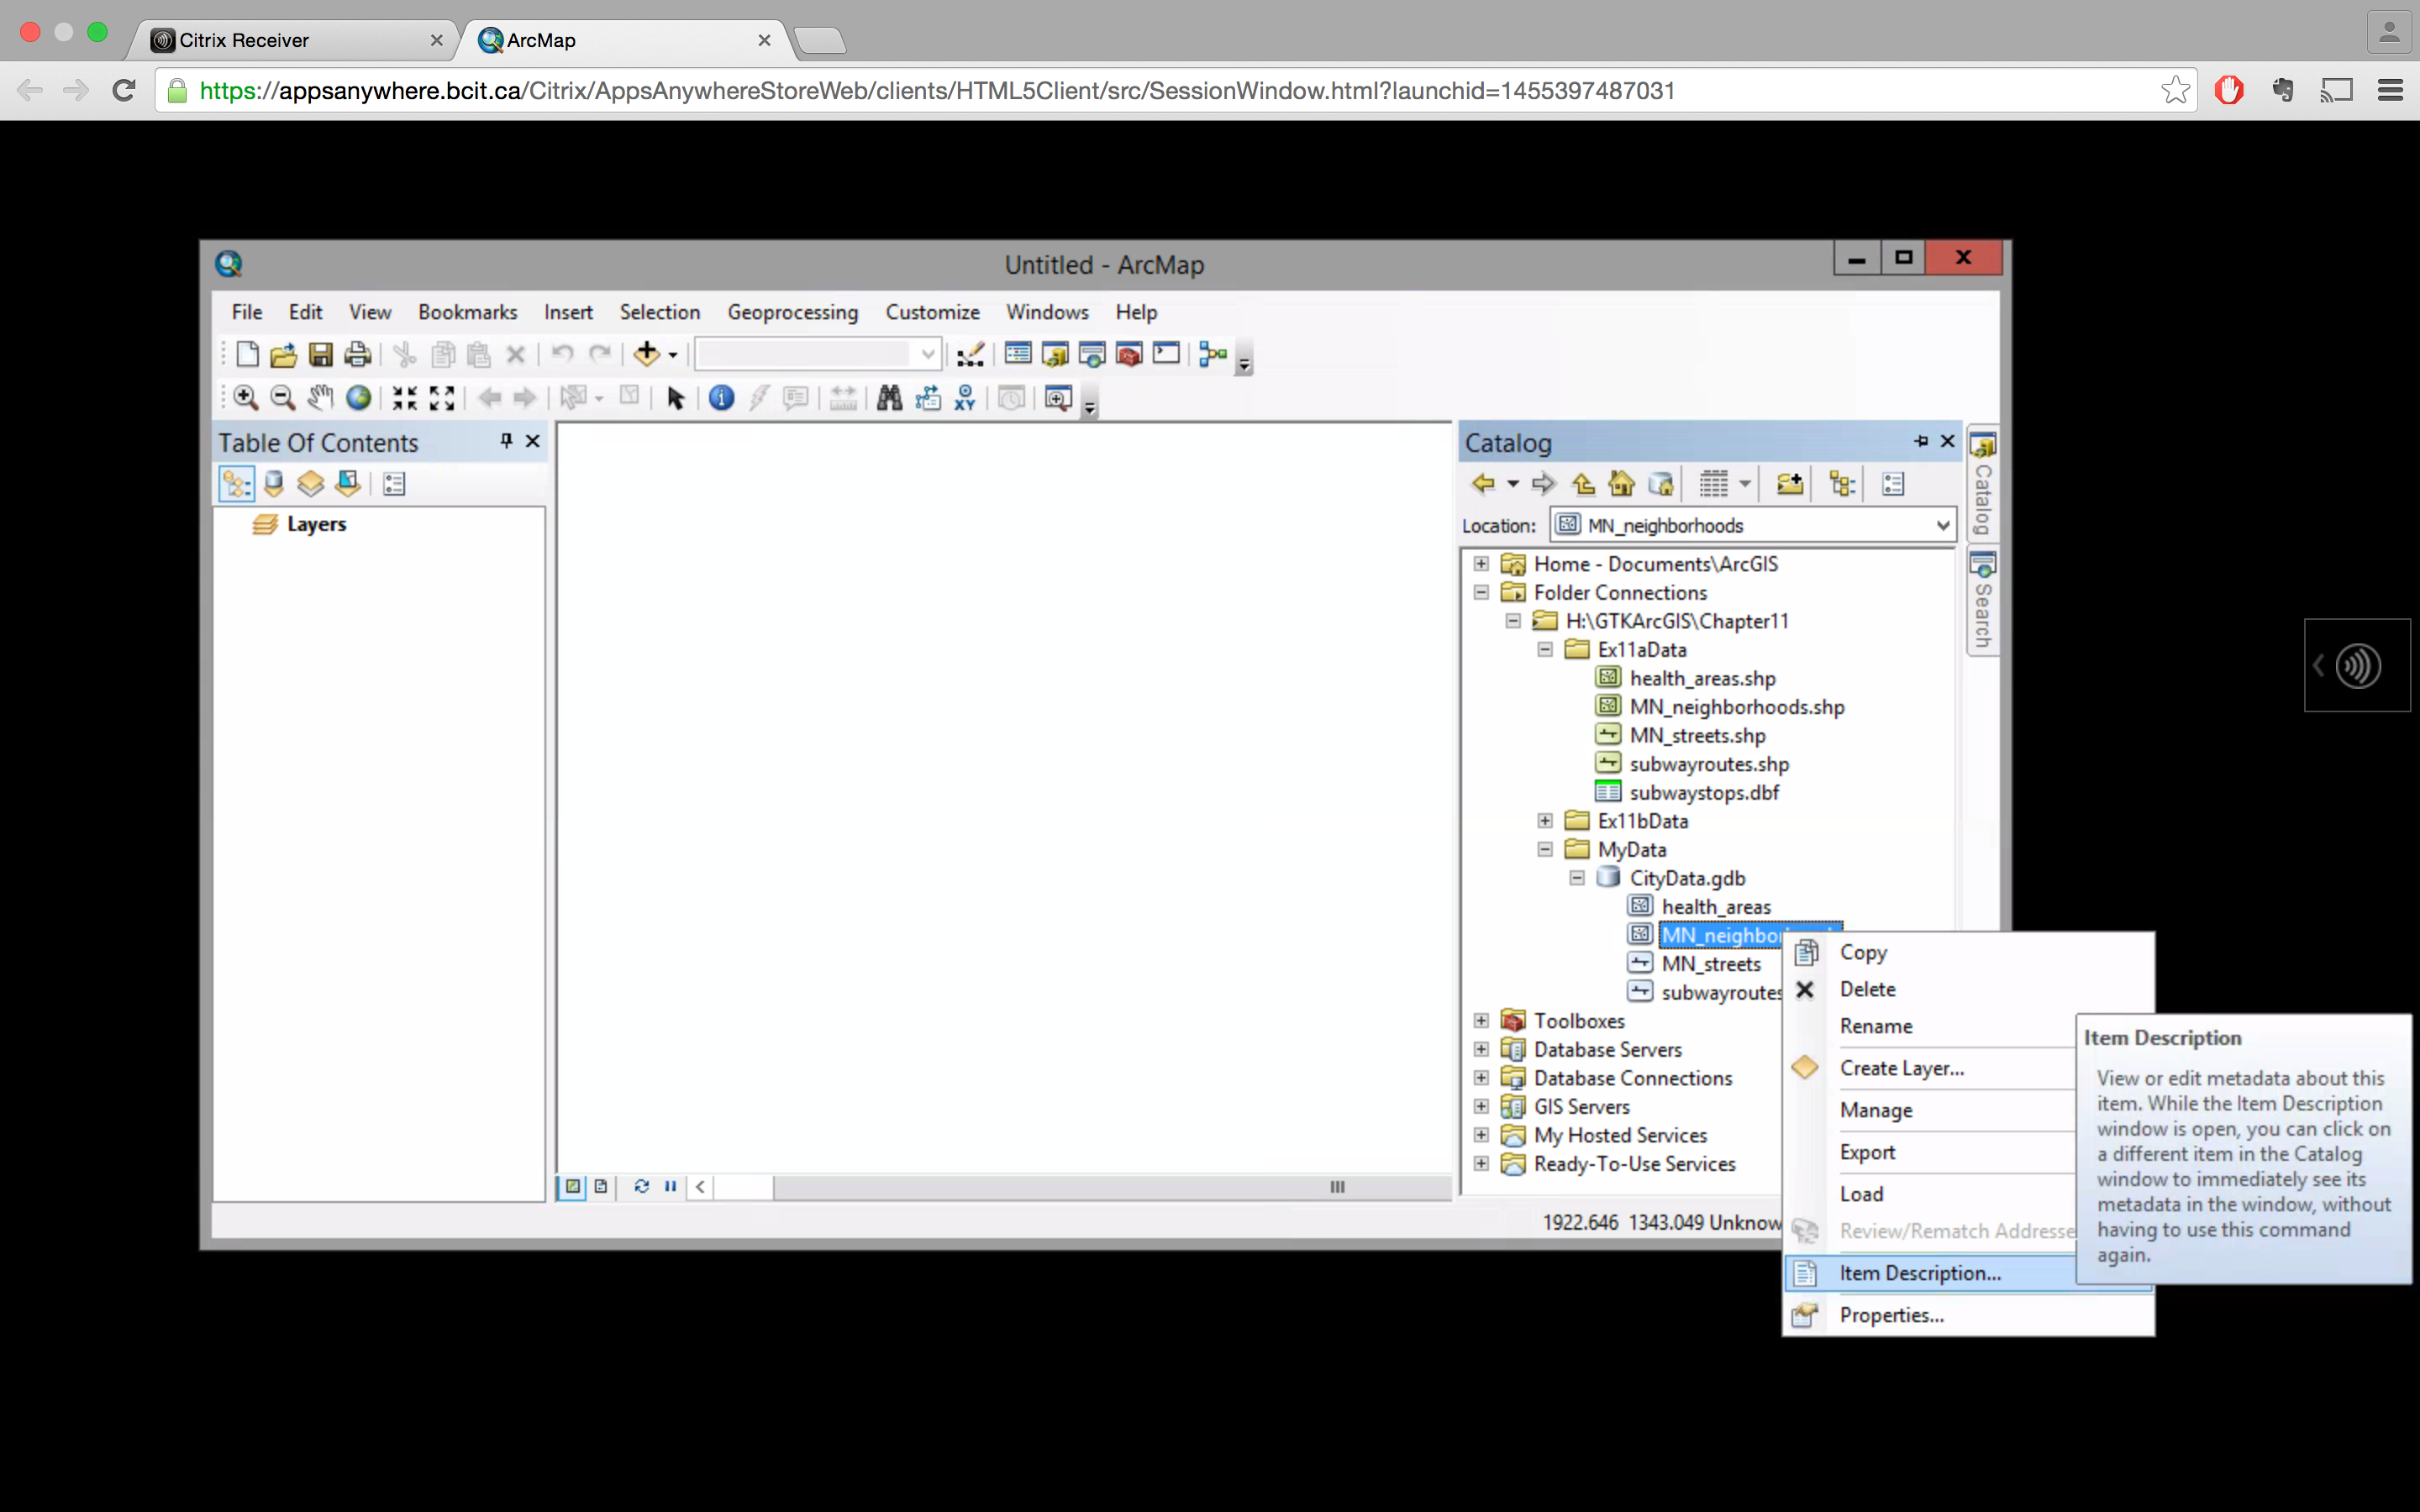 Citrix Receiver
ArcMap
https://appsanywhere.bcit.ca/Citrix/AppsAnywhereStoreWeb/clients/HTML5Client/src/SessionWindow.html?launchid=1455397487031
Untitled - ArcMap
File Edit View Bookmarks Insert Selection Geoprocessing Customize Windows Help
XY
Table Of Contents
Layers
Catalog
Location: MN_neighborhoods
Home - Documents\ArcGIS
Folder Connections
H:\GTKArcGIS\Chapter11
Ex11aData
health_areas.shp
MN_neighborhoods.shp
MN_streets.shp
subwayroutes.shp
subwaystops.dbf
Ex11bData
MyData
CityData.gdb
health_areas
MN_neighbor
MN_streets
subwayroutes
Toolboxes
Database Servers
Database Connections
GIS Servers
My Hosted Services
Ready-To-Use Services
Catalog
Search
1922.646 1343.049 Unknow
Copy
Delete
Rename
Create Layer...
Manage
Export
Load
Review/Rematch Addresse
Item Description...
Properties...
Item Description
View or edit metadata about this
item. While the Item Description
window is open, you can click on
a different item in the Catalog
window to immediately see its
metadata in the window, without
having to use this command
again.